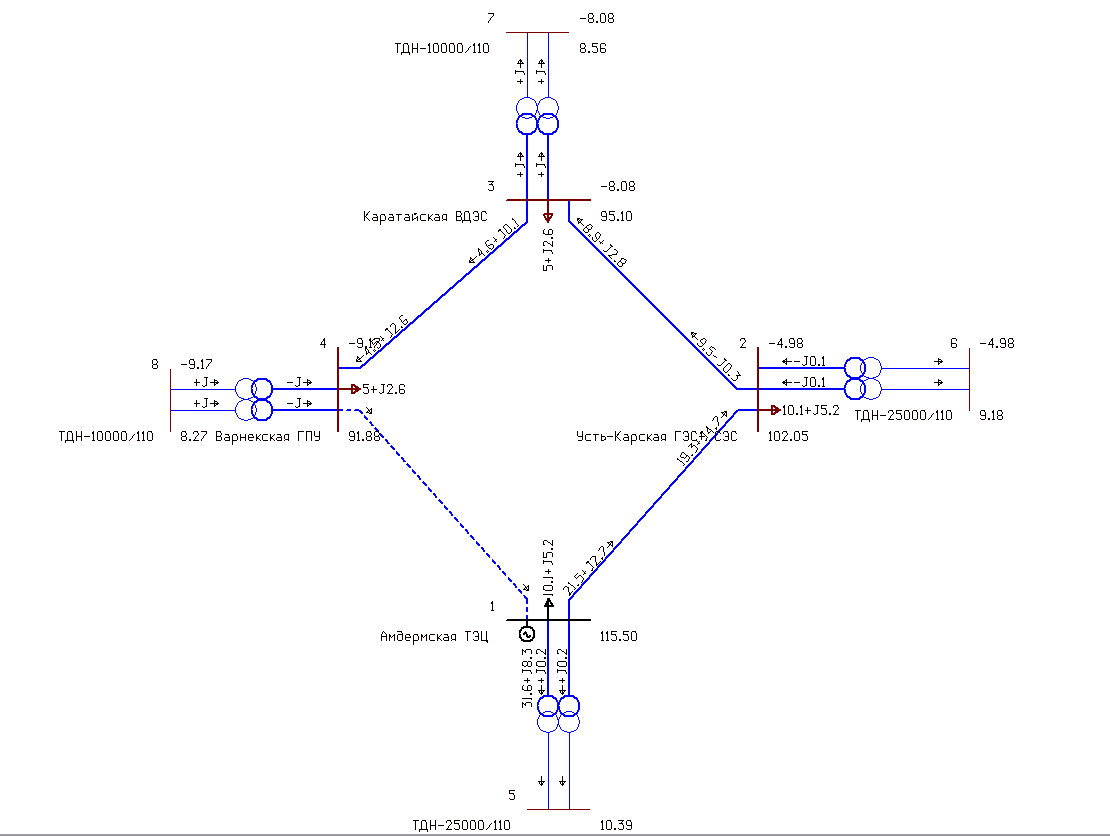 7 -8.08
ТДН-10000/110 8.56
+J +J
+J +J
3 -8.08
Каратайская ВДЭС 95.10
4.6+J0.1
5+J2.6
8.9+J2.8
4.5+J2.6
9.5-J0.3
4
2 -4.98
6 -4.98
8 -9.17
+J -J
+J -J
5+J2.6
-J0.1
-J0.1
10.1+J5.2
ТДН-25000/110 9.18
ТДН-10000/110 8.27
Варнекская ГПУ 91.88
Усть-Карская ГЭС+СЭС 102.05
10.1+J5.2
21.5+J2.7
1
Амдермская ТЭЦ 115.50
31.6+J8.3
+J0.2
+J0.2
5
ТДН-25000/110 10.39